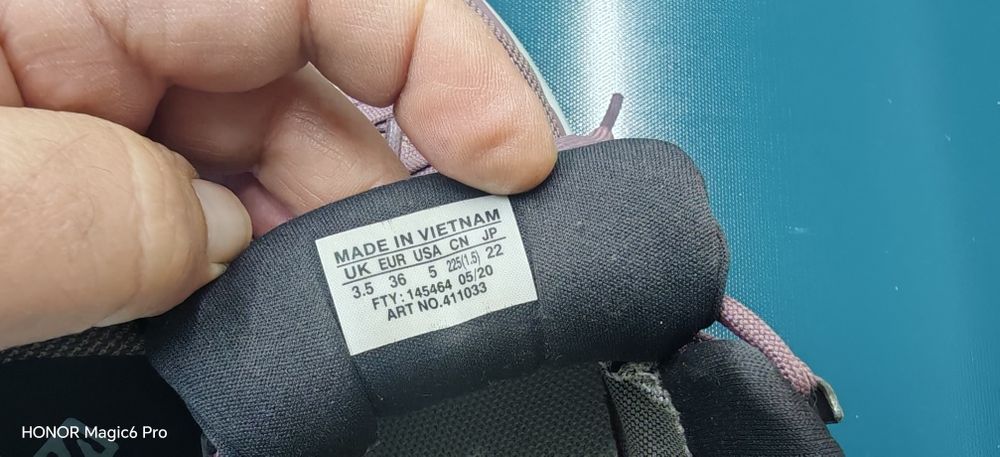 MADE IN VIETNAM
UK EUR USA CN JP
3.5 36 5 225(1.5) 22
FTY: 145464 05/20
ART NO.411033
HONOR Magic6 Pro